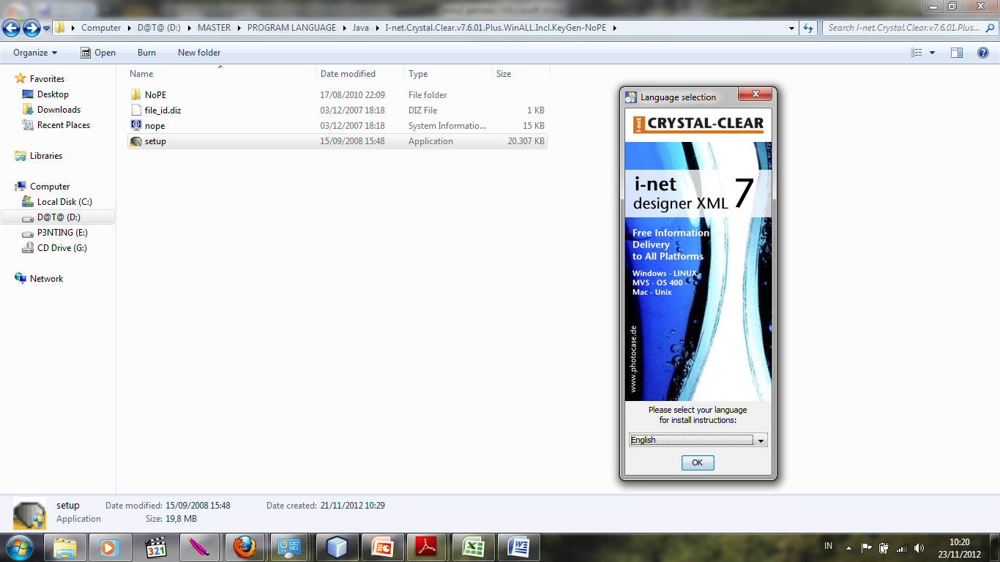 Computer D@T@ (D:) MASTER PROGRAM LANGUAGE Java I-net.Crystal.Clear.v7.6.01.Plus.WinALL.Incl.KeyGen-NoPE
Search I-net.Crystal.Clear.v7.6.01.Plus...
Organize Open Burn New folder
Favorites
Desktop
Downloads
Recent Places
Libraries
Computer
Local Disk (C:)
D@T@ (D:)
P3NTING (E:)
CD Drive (G:)
Network
Name Date modified Type Size
NoPE 17/08/2010 22:09 File folder
file_id.diz 03/12/2007 18:18 DIZ File 1 KB
nope 03/12/2007 18:18 System Informatio... 15 KB
setup 15/09/2008 15:48 Application 20.307 KB
Language selection
i-net CRYSTAL-CLEAR
i-net
designer XML 7
Free Information
Delivery
to All Platforms
Windows - LINUX -
MVS - OS 400
Mac - Unix
www.photocase.de
Please select your language
for install instructions:
English
OK
setup Date modified: 15/09/2008 15:48 Date created: 21/11/2012 10:29
Application Size: 19,8 MB
321
IN
10:20
23/11/2012